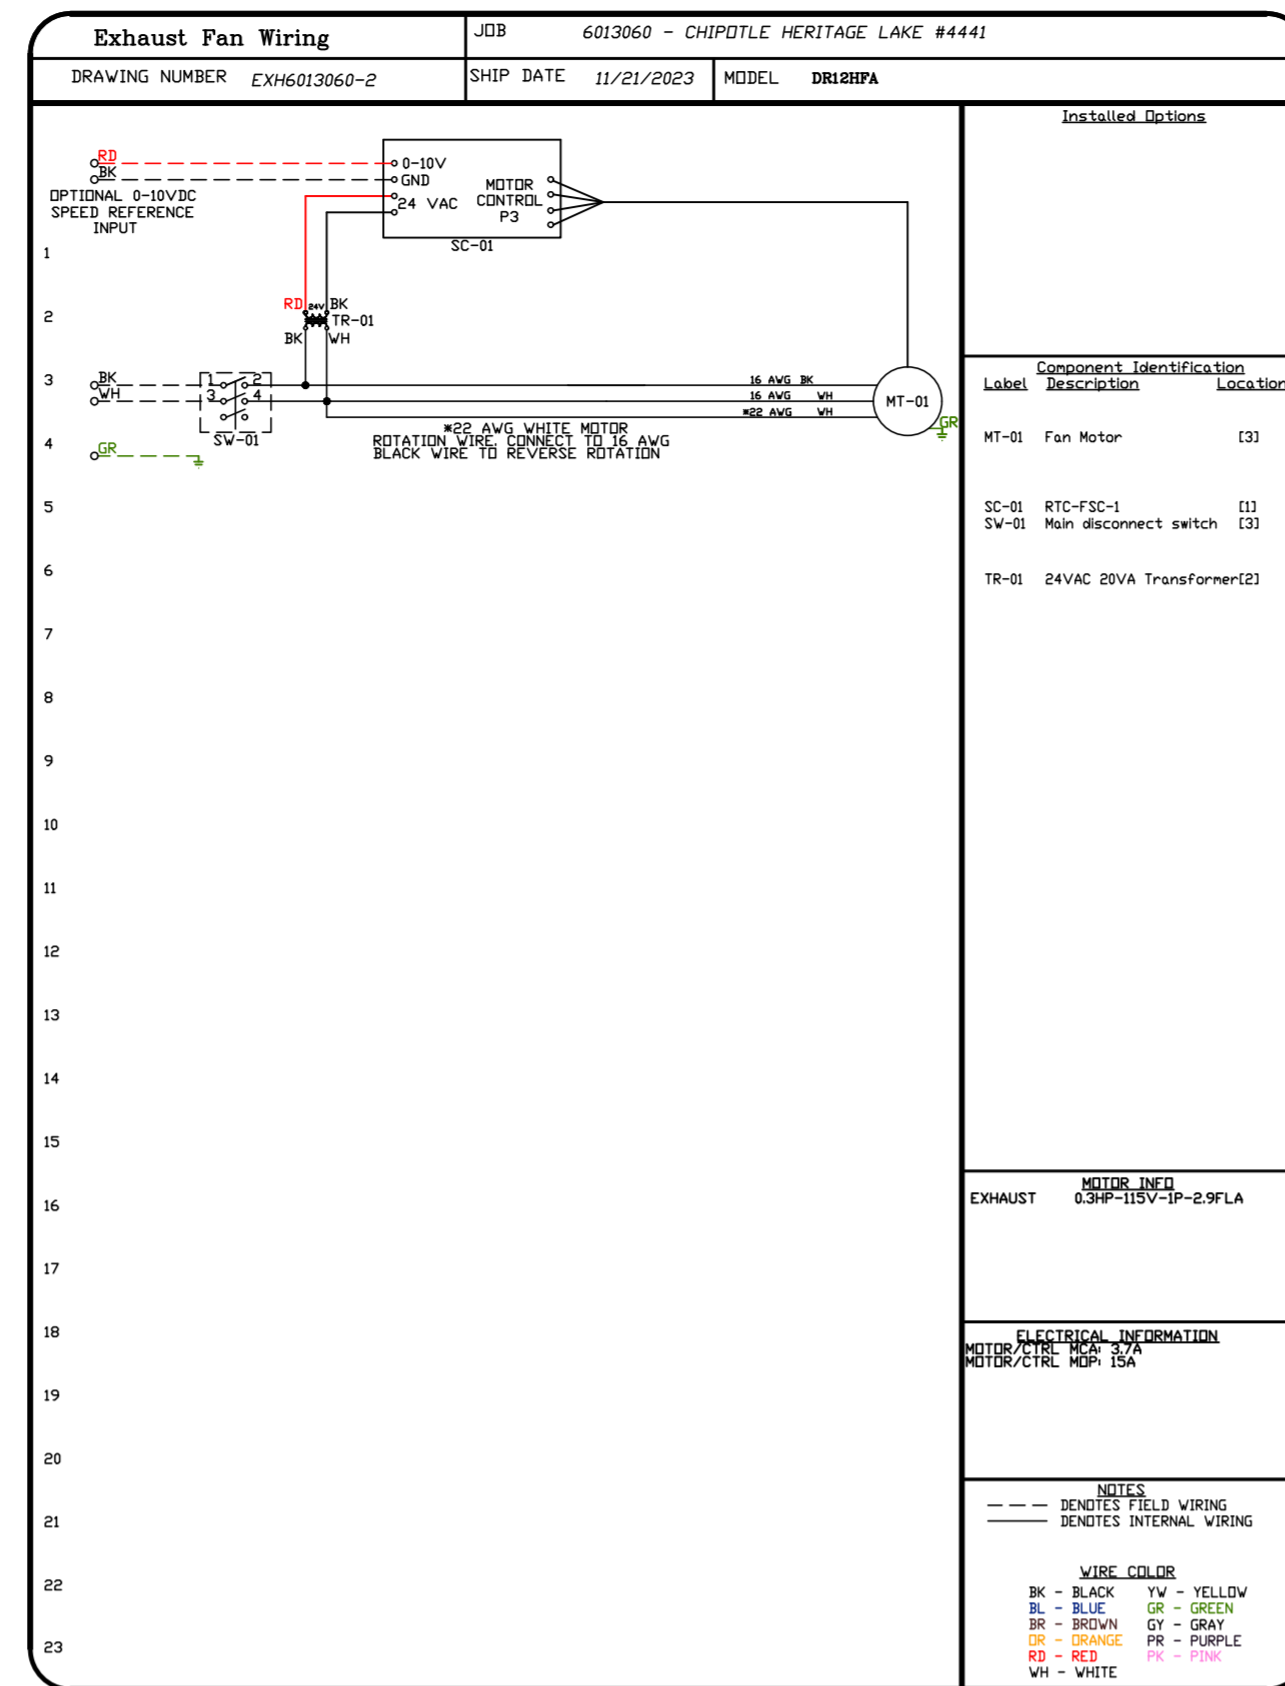 Exhaust Fan Wiring
JOB 6013060 - CHIPOTLE HERITAGE LAKE #4441
DRAWING NUMBER EXH6013060-2
SHIP DATE 11/21/2023
MODEL DR12HFA
RD
BK
OPTIONAL 0-10VDC
SPEED REFERENCE
INPUT
0-10V
GND
24 VAC
MOTOR
CONTROL
P3
SC-01
RD 24V BK
TR-01
BK WH
BK
WH
1 2
3 4
SW-01
GR
16 AWG BK
16 AWG WH
*22 AWG WH
MT-01
GR
*22 AWG WHITE MOTOR
ROTATION WIRE. CONNECT TO 16 AWG
BLACK WIRE TO REVERSE ROTATION
1
2
3
4
5
6
7
8
9
10
11
12
13
14
15
16
17
18
19
20
21
22
23
Installed Options
Component Identification
Label Description Location
MT-01 Fan Motor [3]
SC-01 RTC-FSC-1 [1]
SW-01 Main disconnect switch [3]
TR-01 24VAC 20VA Transformer[2]
MOTOR INFO
EXHAUST 0.3HP-115V-1P-2.9FLA
ELECTRICAL INFORMATION
MOTOR/CTRL MCA: 3.7A
MOTOR/CTRL MOP: 15A
NOTES
DENOTES FIELD WIRING
DENOTES INTERNAL WIRING
WIRE COLOR
BK - BLACK YW - YELLOW
BL - BLUE GR - GREEN
BR - BROWN GY - GRAY
OR - ORANGE PR - PURPLE
RD - RED PK - PINK
WH - WHITE